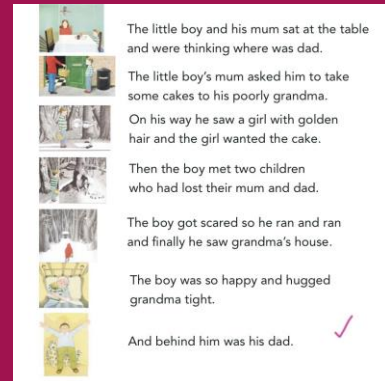 The little boy and his mum sat at the table
and were thinking where was dad.
The little boy's mum asked him to take
some cakes to his poorly grandma.
On his way he saw a girl with golden
hair and the girl wanted the cake.
Then the boy met two children
who had lost their mum and dad.
The boy got scared so he ran and ran
and finally he saw grandma's house.
The boy was so happy and hugged
grandma tight.
And behind him was his dad.